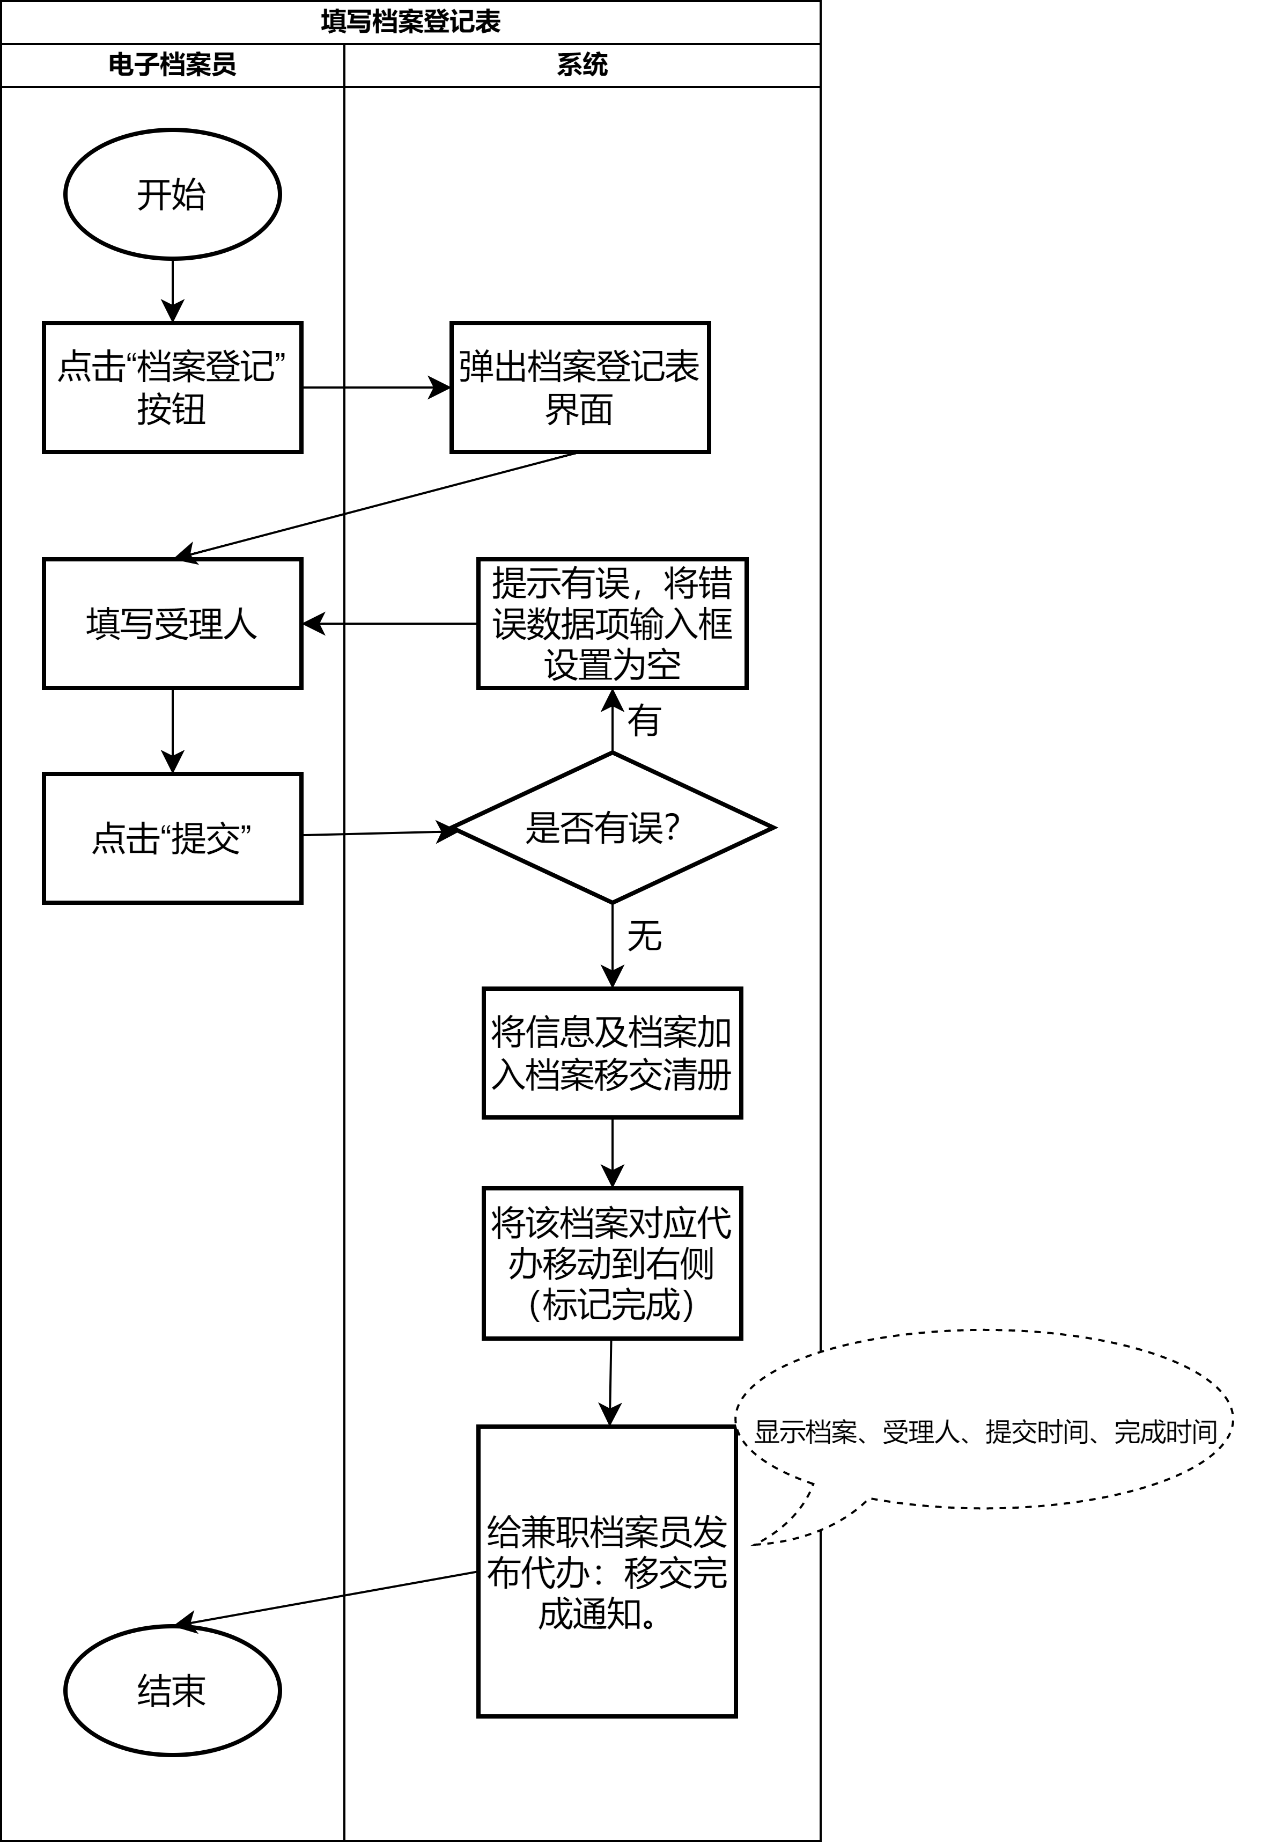 填写档案登记表
电子档案员
系统
开始
点击“档案登记”
按钮
弹出档案登记表
界面
填写受理人
提示有误，将错
误数据项输入框
设置为空
有
点击“提交”
是否有误？
无
将信息及档案加
入档案移交清册
将该档案对应代
办移动到右侧
（标记完成）
显示档案、受理人、提交时间、完成时间
给兼职档案员发
布代办：移交完
成通知。
结束